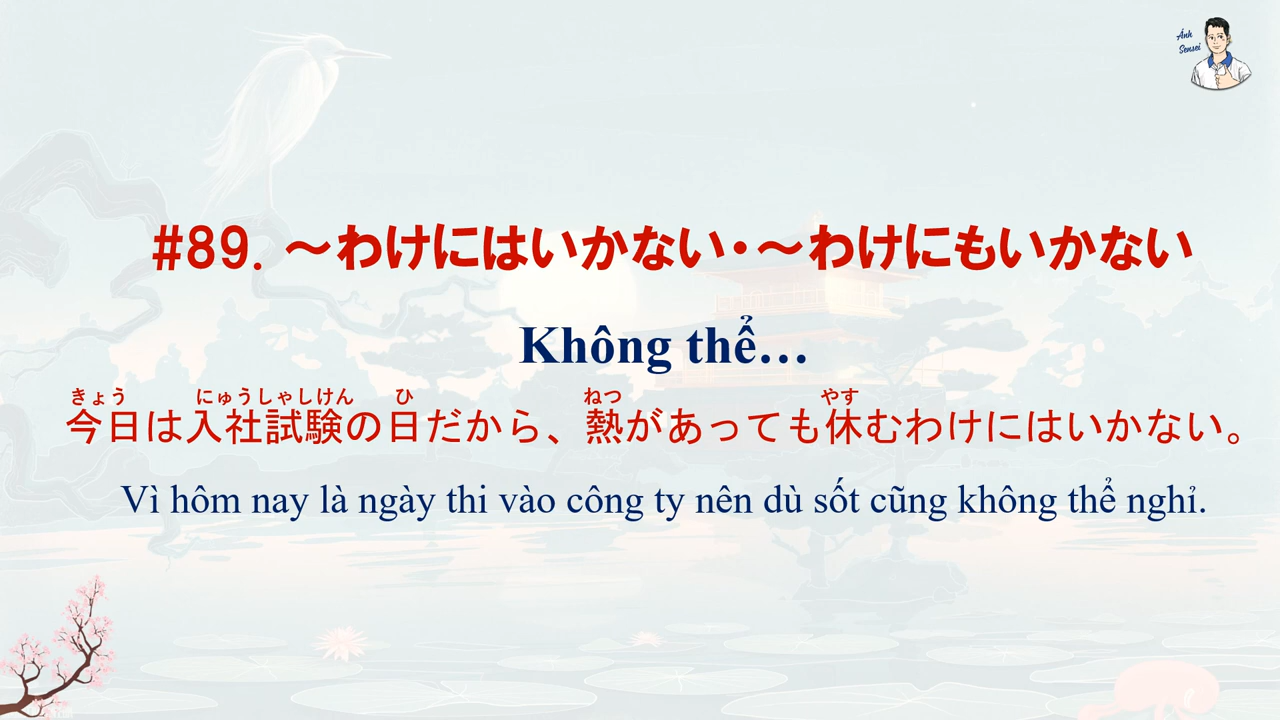 Ánh
Sensei
#89. ～わけにはいかない・～わけにもいかない
Không thể…
きょう にゅうしゃしけん ひ ねつ やす
今日は入社試験の日だから、熱があっても休むわけにはいかない。
Vì hôm nay là ngày thi vào công ty nên dù sốt cũng không thể nghỉ.